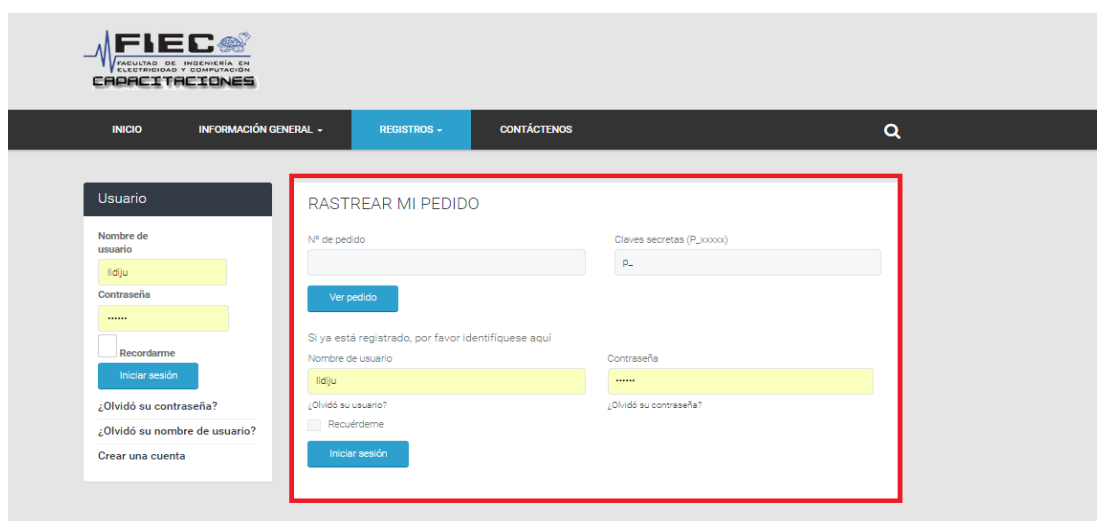 FIEC
FACULTAD DE INGENIERÍA EN
ELECTRICIDAD Y COMPUTACIÓN
CAPACITACIONES
INICIO INFORMACIÓN GENERAL REGISTROS CONTÁCTENOS
Usuario
Nombre de
usuario
lidiju
Contraseña
••••••
Recordarme
Iniciar sesión
¿Olvidó su contraseña?
¿Olvidó su nombre de usuario?
Crear una cuenta
RASTREAR MI PEDIDO
Nº de pedido Claves secretas (P_xxxxx)
p_
Ver pedido
Si ya está registrado, por favor identifíquese aquí
Nombre de usuario Contraseña
lidiju ••••••
¿Olvidó su usuario? ¿Olvidó su contraseña?
Recuérdeme
Iniciar sesión